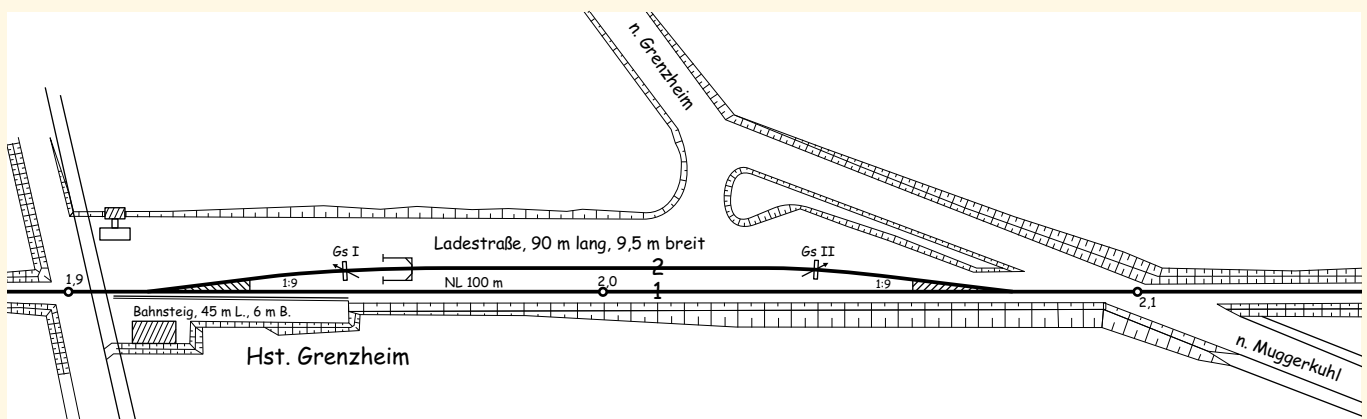 n. Grenzheim
Ladestraße, 90 m lang, 9,5 m breit
Gs I
Gs II
2
1,9
1:9
NL 100 m
2,0
1
1:9
2,1
Bahnsteig, 45 m L., 6 m B.
Hst. Grenzheim
n. Muggerkuhl